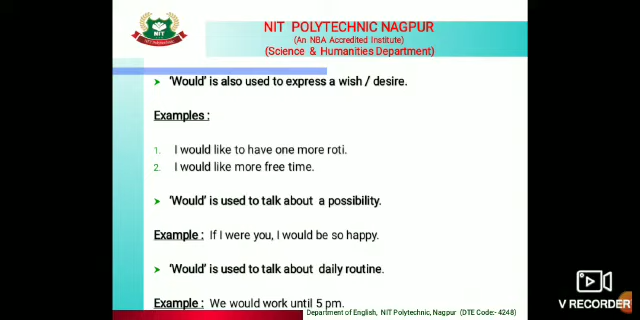 NIT POLYTECHNIC NAGPUR
(An NBA Accredited Institute)
(Science & Humanities Department)
NIT
➤ ‘Would’ is also used to express a wish / desire.
Examples :
1. I would like to have one more roti.
2. I would like more free time.
➤ ‘Would’ is used to talk about a possibility.
Example : If I were you, I would be so happy.
➤ ‘Would’ is used to talk about daily routine.
Example : We would work until 5 pm.
Department of English, NIT Polytechnic, Nagpur (DTE Code:- 4248)
V RECORDER